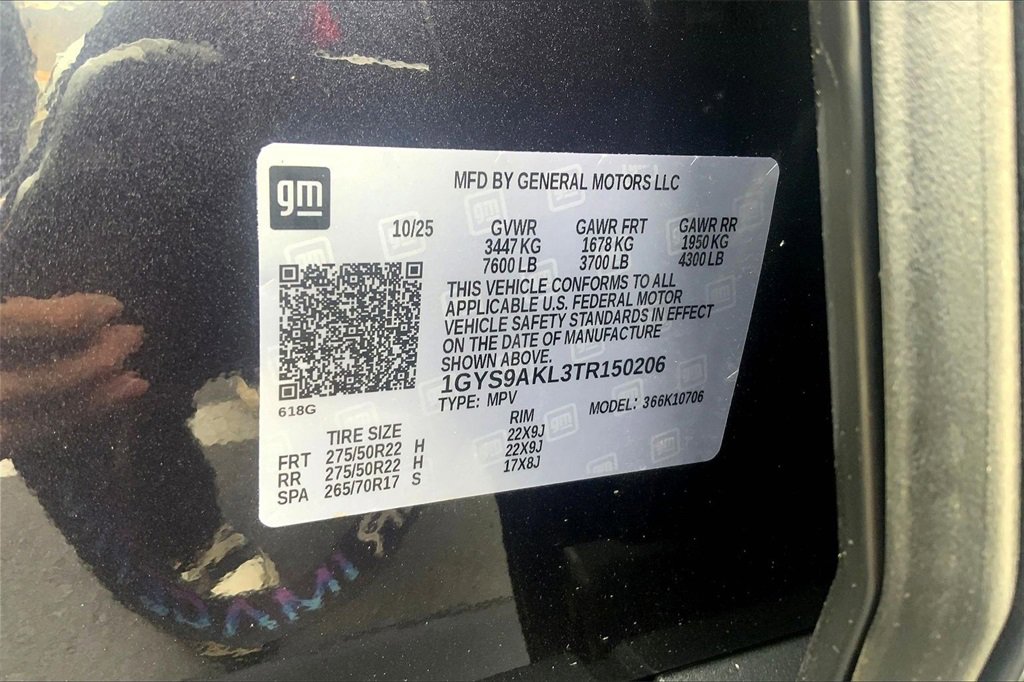 gm
MFD BY GENERAL MOTORS LLC
10/25 GVWR GAWR FRT GAWR RR
3447 KG 1678 KG 1950 KG
7600 LB 3700 LB 4300 LB
THIS VEHICLE CONFORMS TO ALL
APPLICABLE U.S. FEDERAL MOTOR
VEHICLE SAFETY STANDARDS IN EFFECT
ON THE DATE OF MANUFACTURE
SHOWN ABOVE.
1GYS9AKL3TR150206
TYPE: MPV MODEL: 366K10706
618G
TIRE SIZE RIM
FRT 275/50R22 H 22X9J
RR 275/50R22 H 22X9J
SPA 265/70R17 S 17X8J